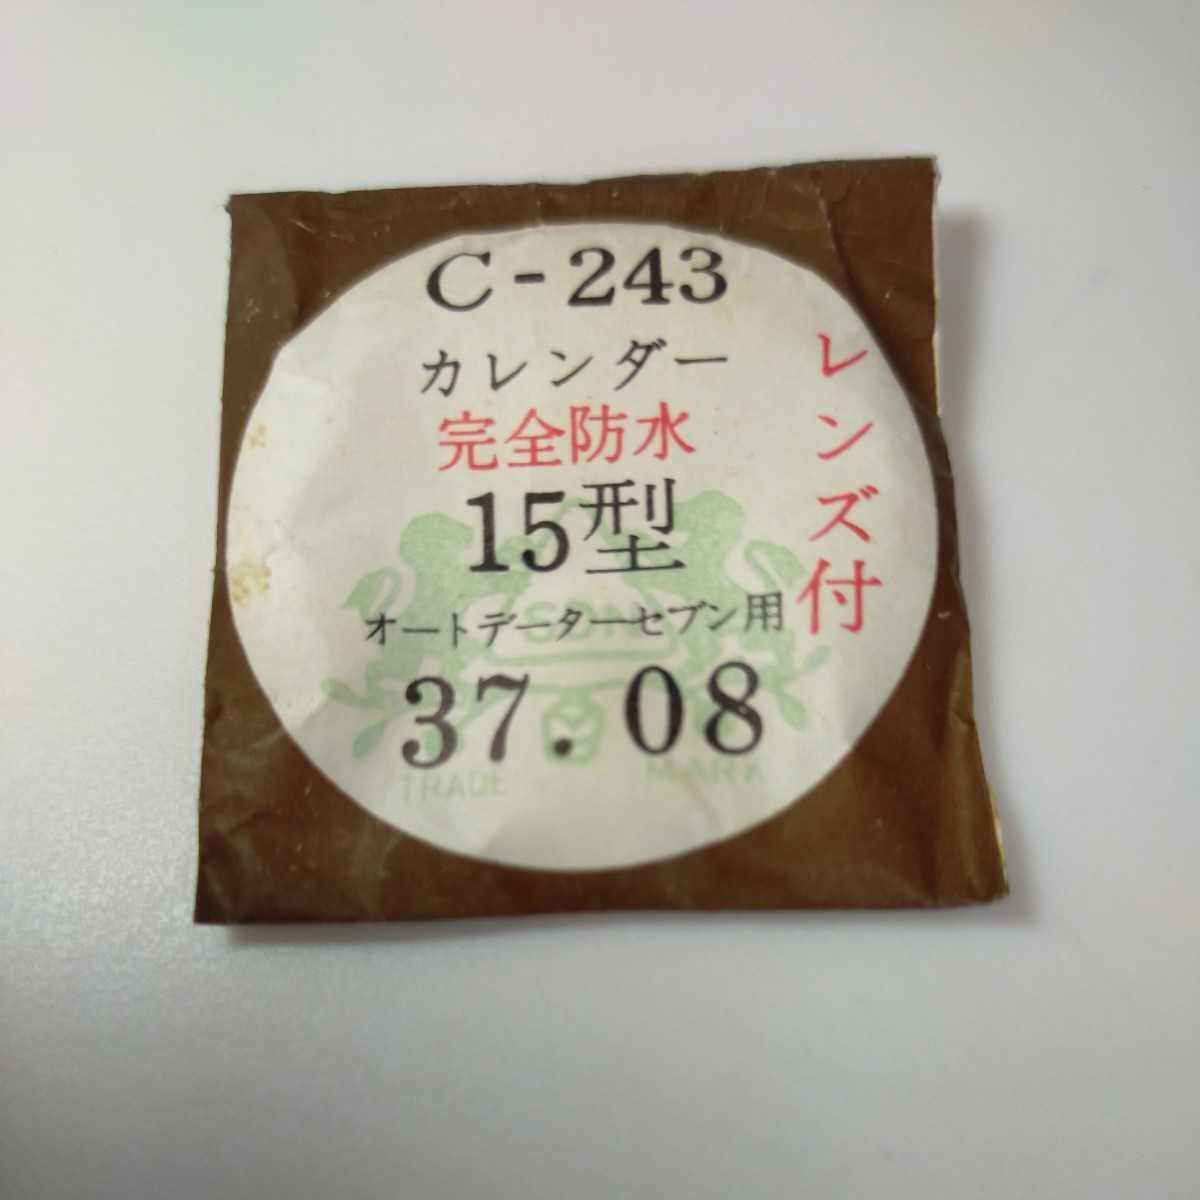 C-243
カレンダー
完全防水
15型
オートデーターセブン用
37.08
レンズ付
TRADE MARK